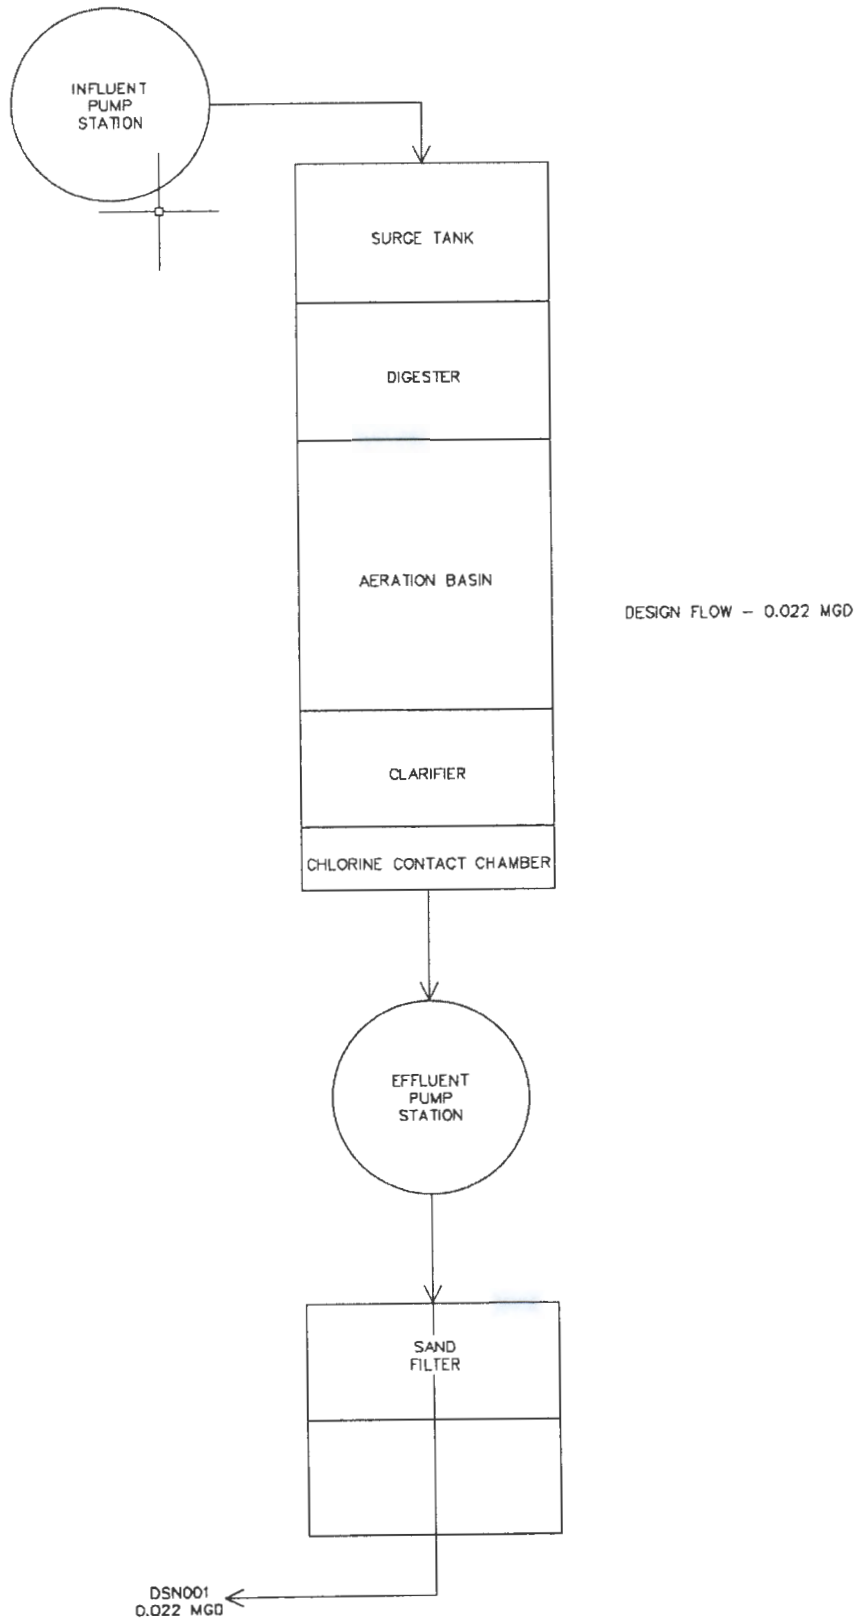 INFLUENT
PUMP
STATION
SURGE TANK
DIGESTER
AERATION BASIN
DESIGN FLOW – 0.022 MGD
CLARIFIER
CHLORINE CONTACT CHAMBER
EFFLUENT
PUMP
STATION
SAND
FILTER
DSN001
0.022 MGD